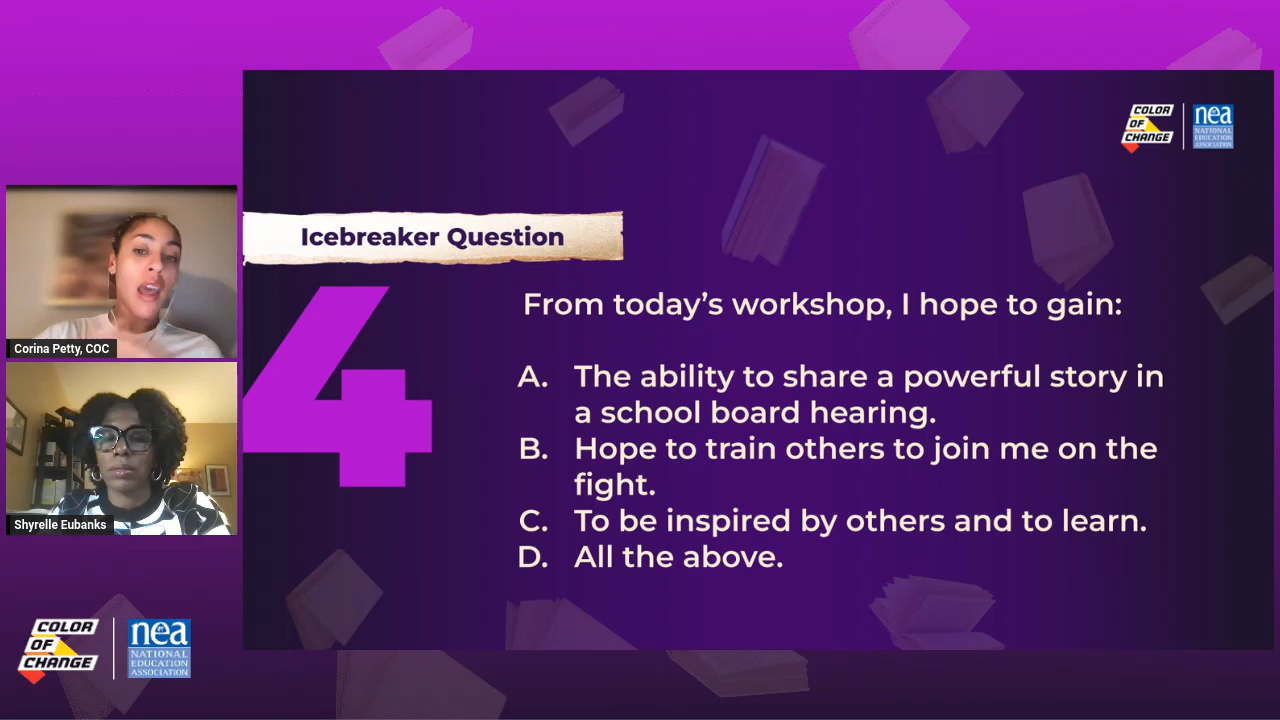 COLOR
OF
CHANGE
nea
NATIONAL
EDUCATION
ASSOCIATION
Icebreaker Question
4
From today’s workshop, I hope to gain:
A. The ability to share a powerful story in
a school board hearing.
B. Hope to train others to join me on the
fight.
C. To be inspired by others and to learn.
D. All the above.
Corina Petty, COC
Shyrelle Eubanks
COLOR
OF
CHANGE
nea
NATIONAL
EDUCATION
ASSOCIATION